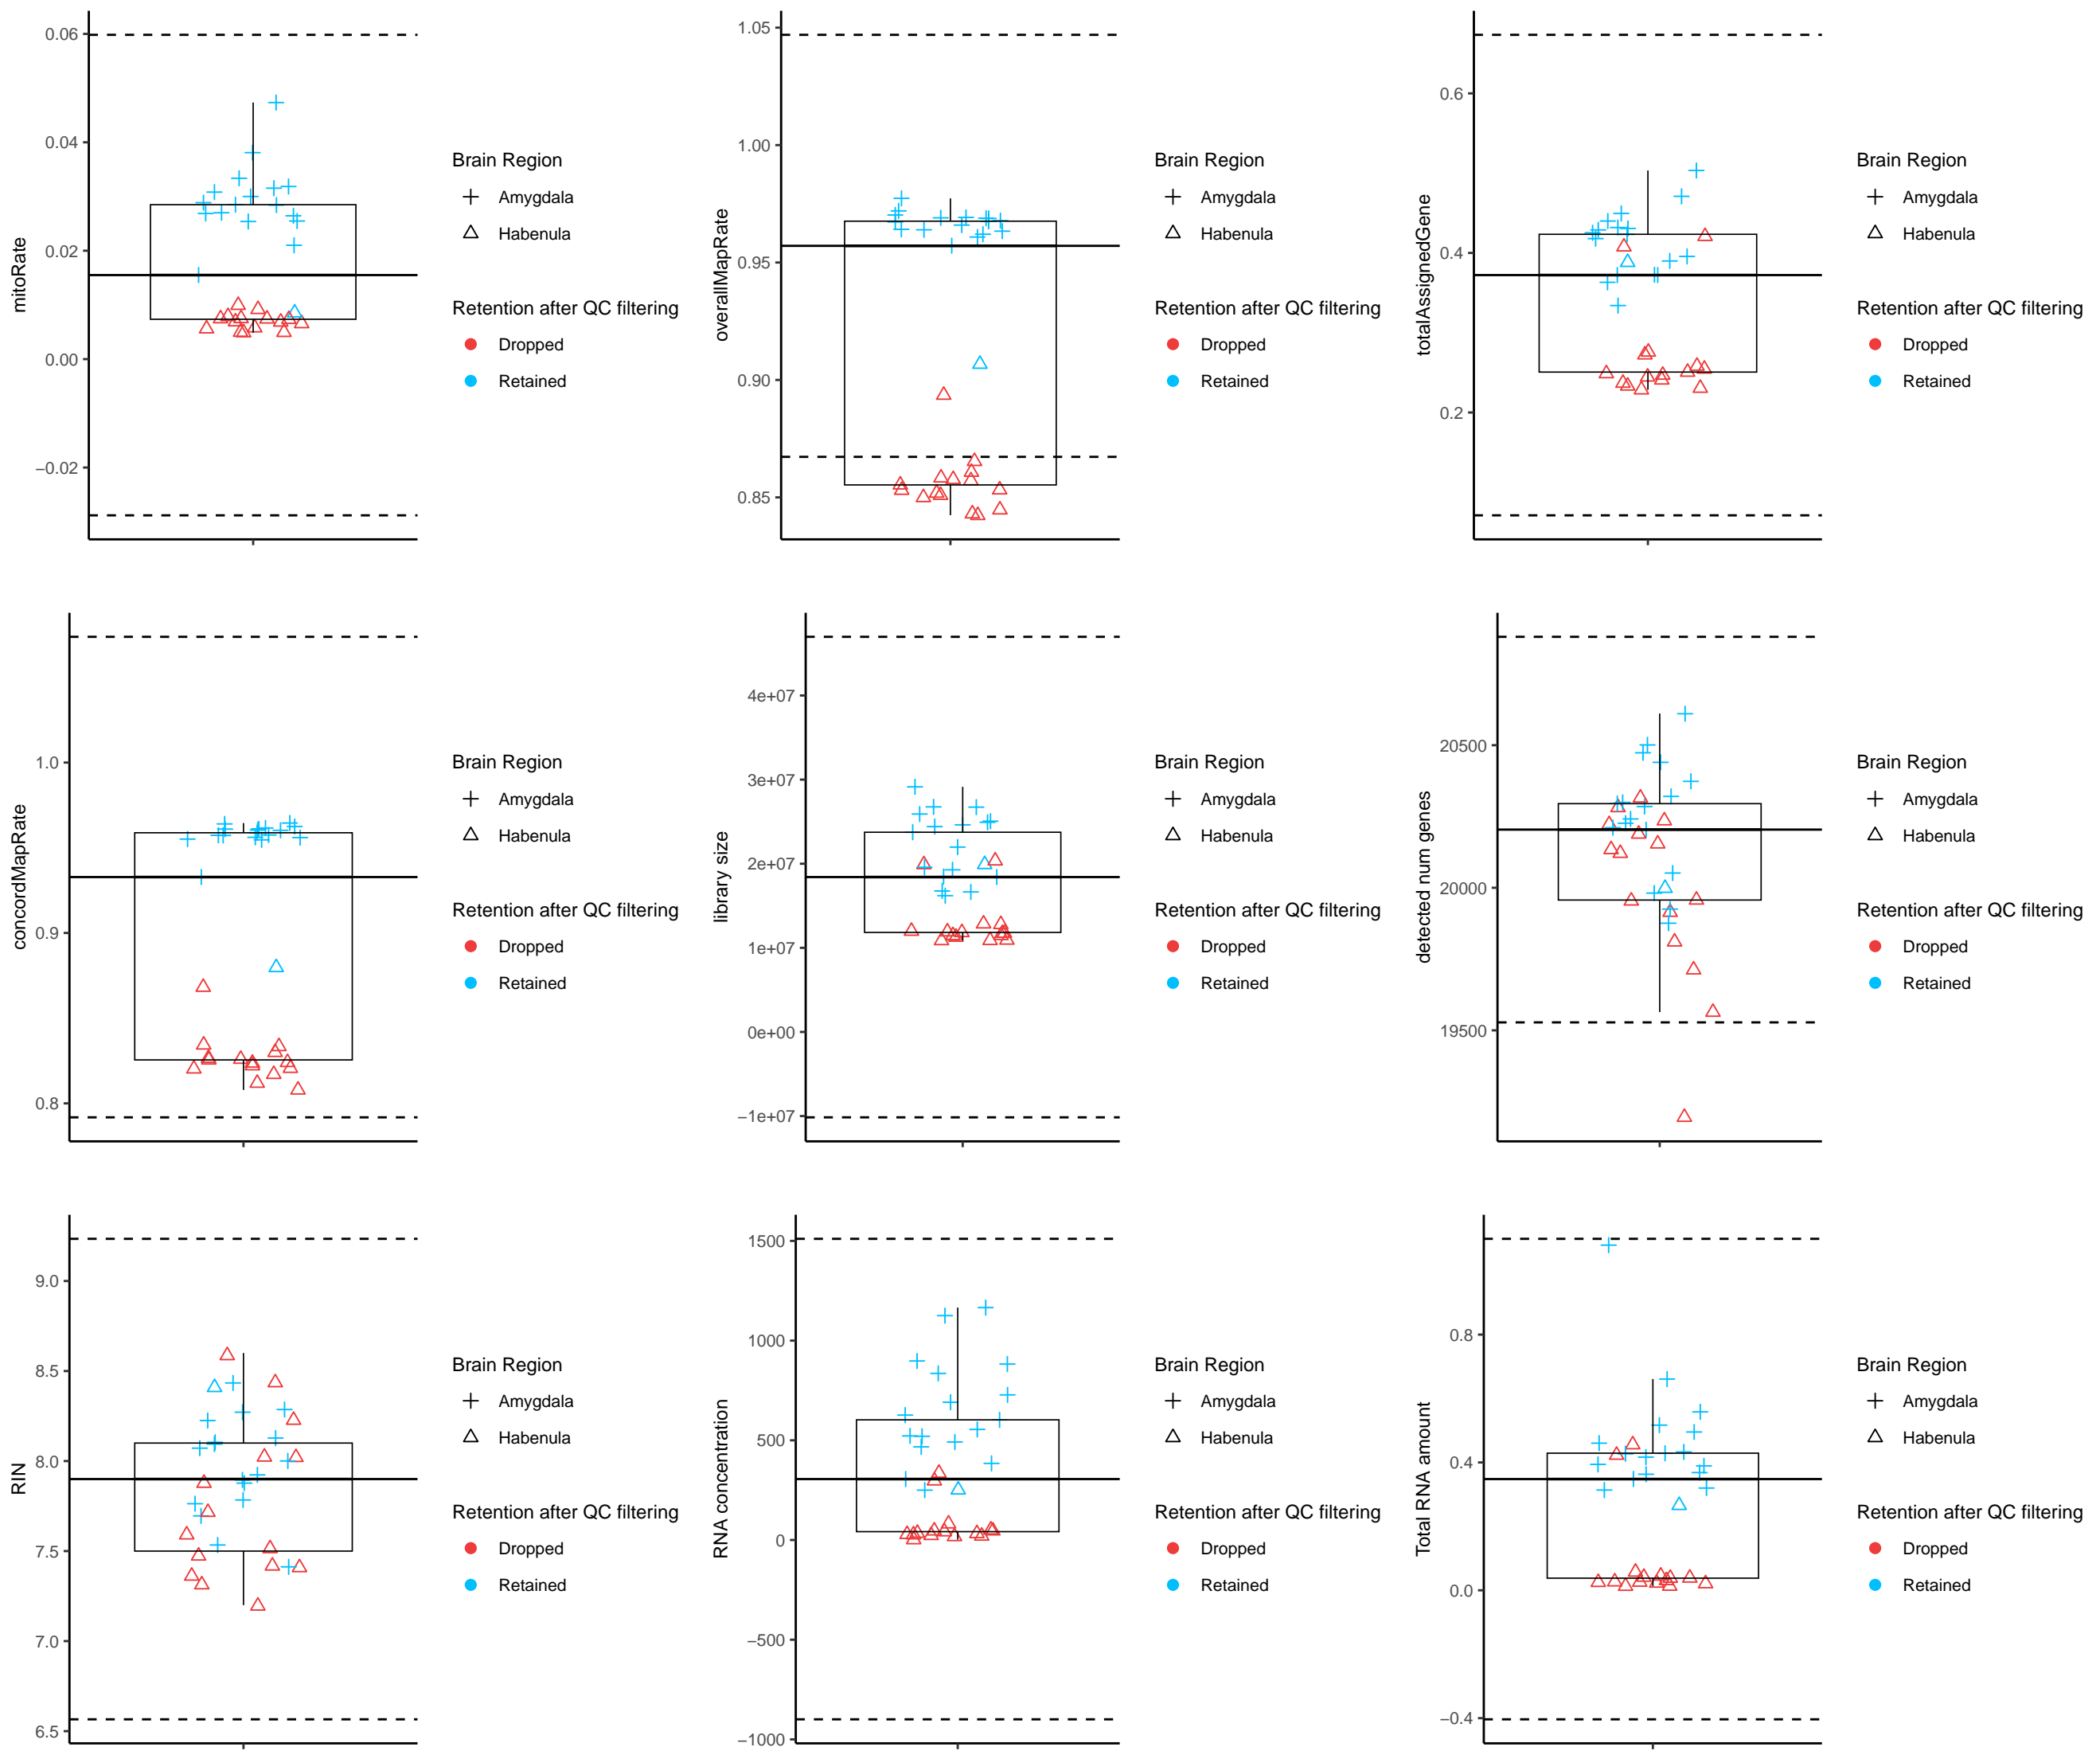 mitoRate
0.06
0.04
0.02
0.00
−0.02
Brain Region
Amygdala
Habenula
Retention after QC filtering
Dropped
Retained
overallMapRate
1.05
1.00
0.95
0.90
0.85
Brain Region
Amygdala
Habenula
Retention after QC filtering
Dropped
Retained
totalAssignedGene
0.6
0.4
0.2
Brain Region
Amygdala
Habenula
Retention after QC filtering
Dropped
Retained
concordMapRate
1.0
0.9
0.8
Brain Region
Amygdala
Habenula
Retention after QC filtering
Dropped
Retained
library size
4e+07
3e+07
2e+07
1e+07
0e+00
−1e+07
Brain Region
Amygdala
Habenula
Retention after QC filtering
Dropped
Retained
detected num genes
20500
20000
19500
Brain Region
Amygdala
Habenula
Retention after QC filtering
Dropped
Retained
RIN
9.0
8.5
8.0
7.5
7.0
6.5
Brain Region
Amygdala
Habenula
Retention after QC filtering
Dropped
Retained
RNA concentration
1500
1000
500
0
−500
−1000
Brain Region
Amygdala
Habenula
Retention after QC filtering
Dropped
Retained
Total RNA amount
0.8
0.4
0.0
−0.4
Brain Region
Amygdala
Habenula
Retention after QC filtering
Dropped
Retained